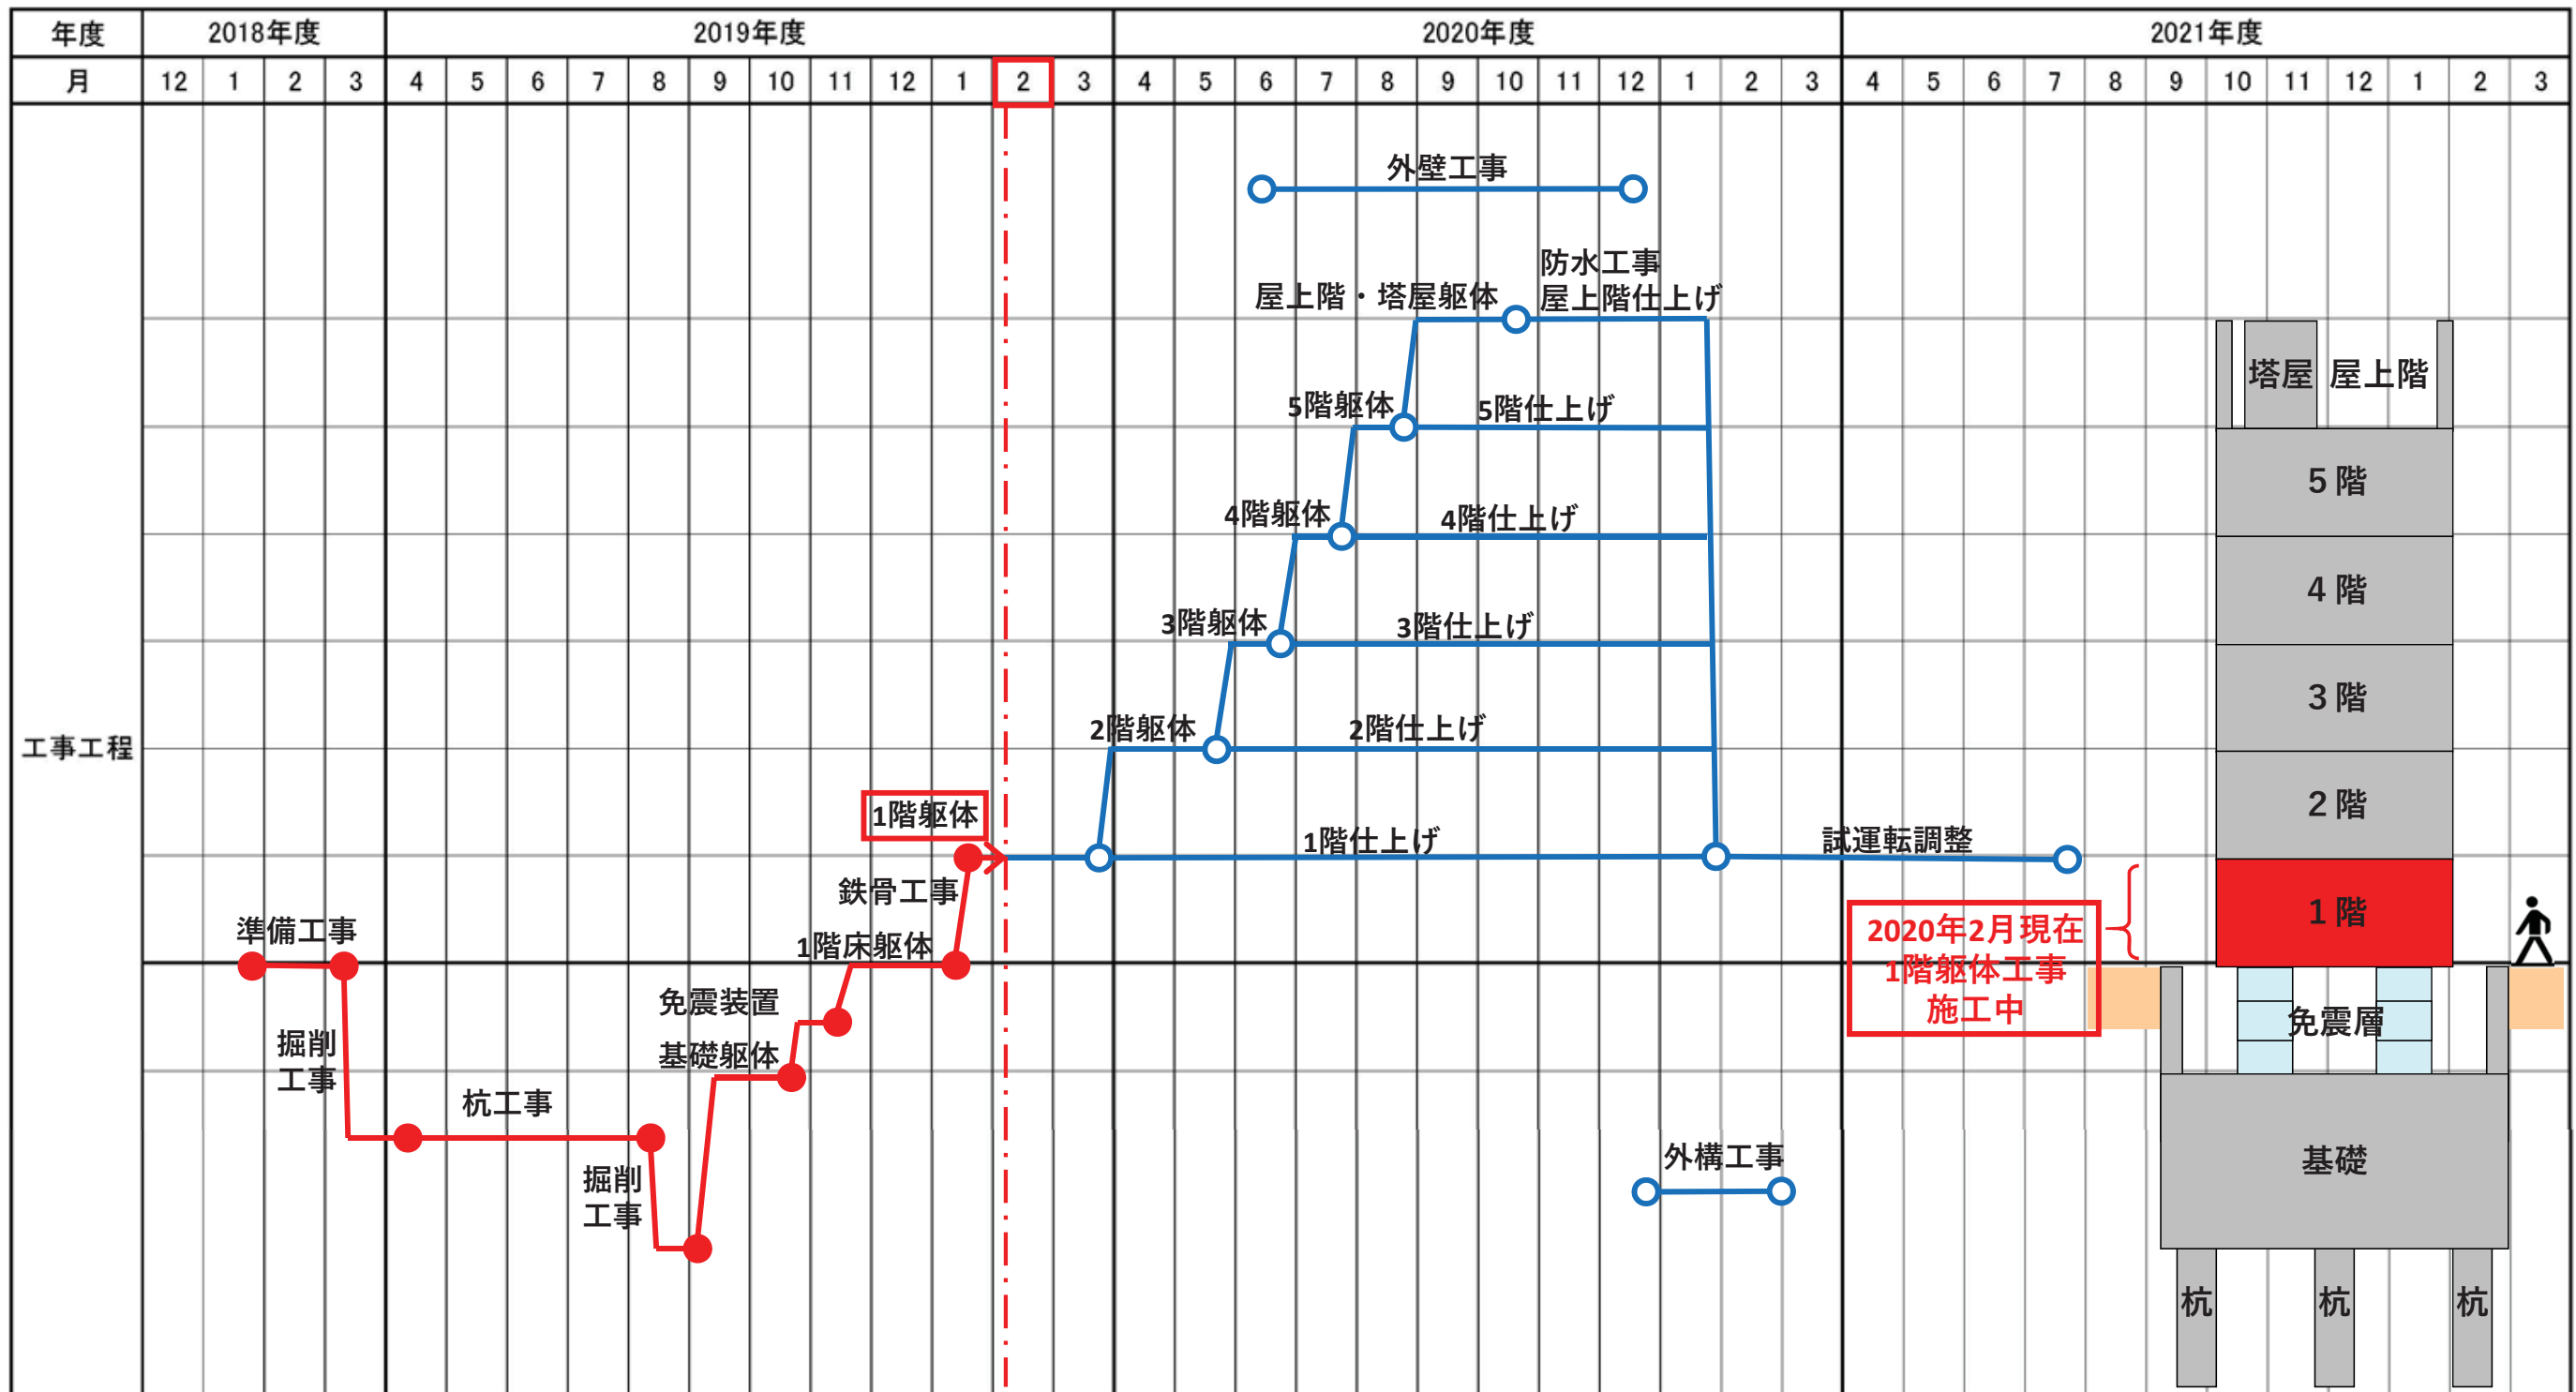 年度 2018年度 2019年度 2020年度 2021年度
月 12 1 2 3 4 5 6 7 8 9 10 11 12 1 2 3 4 5 6 7 8 9 10 11 12 1 2 3 4 5 6 7 8 9 10 11 12 1 2 3
工事工程
外壁工事
防水工事
屋上階・塔屋躯体 屋上階仕上げ
5階躯体 5階仕上げ
4階躯体 4階仕上げ
3階躯体 3階仕上げ
2階躯体 2階仕上げ
1階躯体
1階仕上げ 試運転調整
鉄骨工事
準備工事
1階床躯体
免震装置
掘削
工事
基礎躯体
杭工事
掘削
工事
外構工事
2020年2月現在
1階躯体工事
施工中
塔屋 屋上階
5階
4階
3階
2階
1階
免震層
基礎
杭 杭 杭